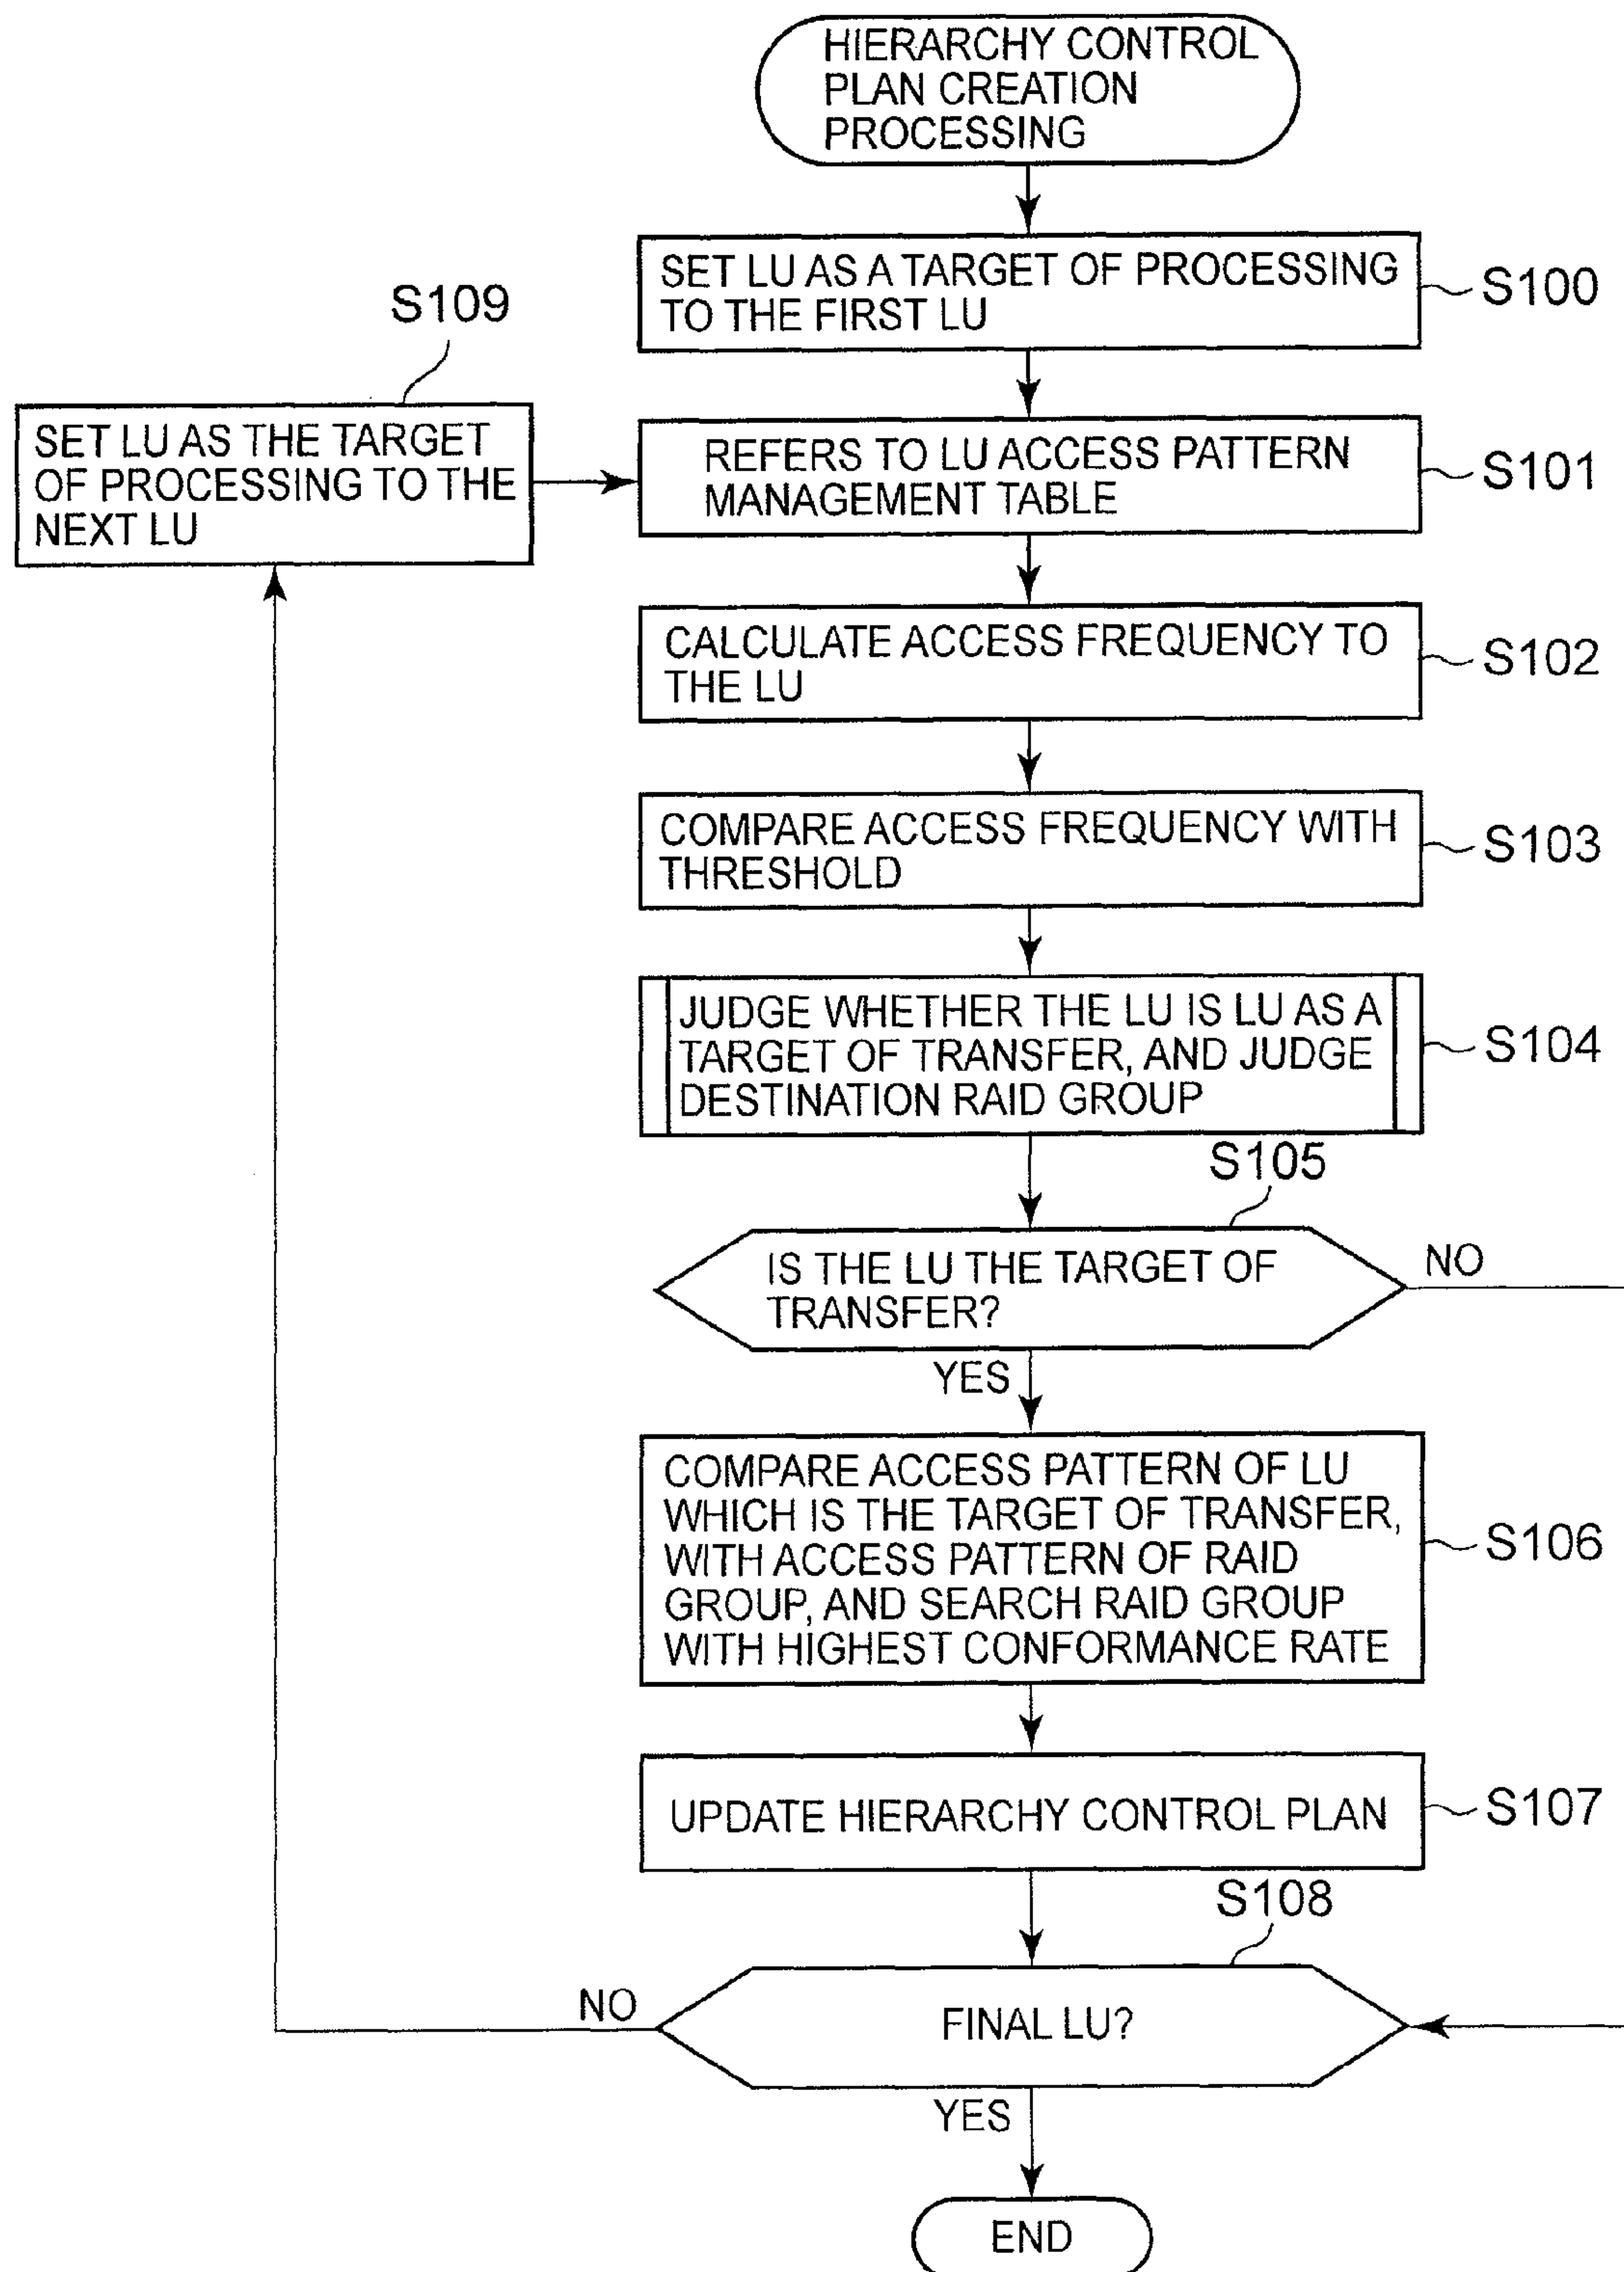 HIERARCHY CONTROL
PLAN CREATION
PROCESSING
SET LU AS A TARGET OF PROCESSING
TO THE FIRST LU
S100
S109
SET LU AS THE TARGET
OF PROCESSING TO THE
NEXT LU
REFERS TO LU ACCESS PATTERN
MANAGEMENT TABLE
S101
CALCULATE ACCESS FREQUENCY TO
THE LU
S102
COMPARE ACCESS FREQUENCY WITH
THRESHOLD
S103
JUDGE WHETHER THE LU IS LU AS A
TARGET OF TRANSFER, AND JUDGE
DESTINATION RAID GROUP
S104
S105
IS THE LU THE TARGET OF
TRANSFER?
NO
YES
COMPARE ACCESS PATTERN OF LU
WHICH IS THE TARGET OF TRANSFER,
WITH ACCESS PATTERN OF RAID
GROUP, AND SEARCH RAID GROUP
WITH HIGHEST CONFORMANCE RATE
S106
UPDATE HIERARCHY CONTROL PLAN
S107
S108
NO
FINAL LU?
YES
END